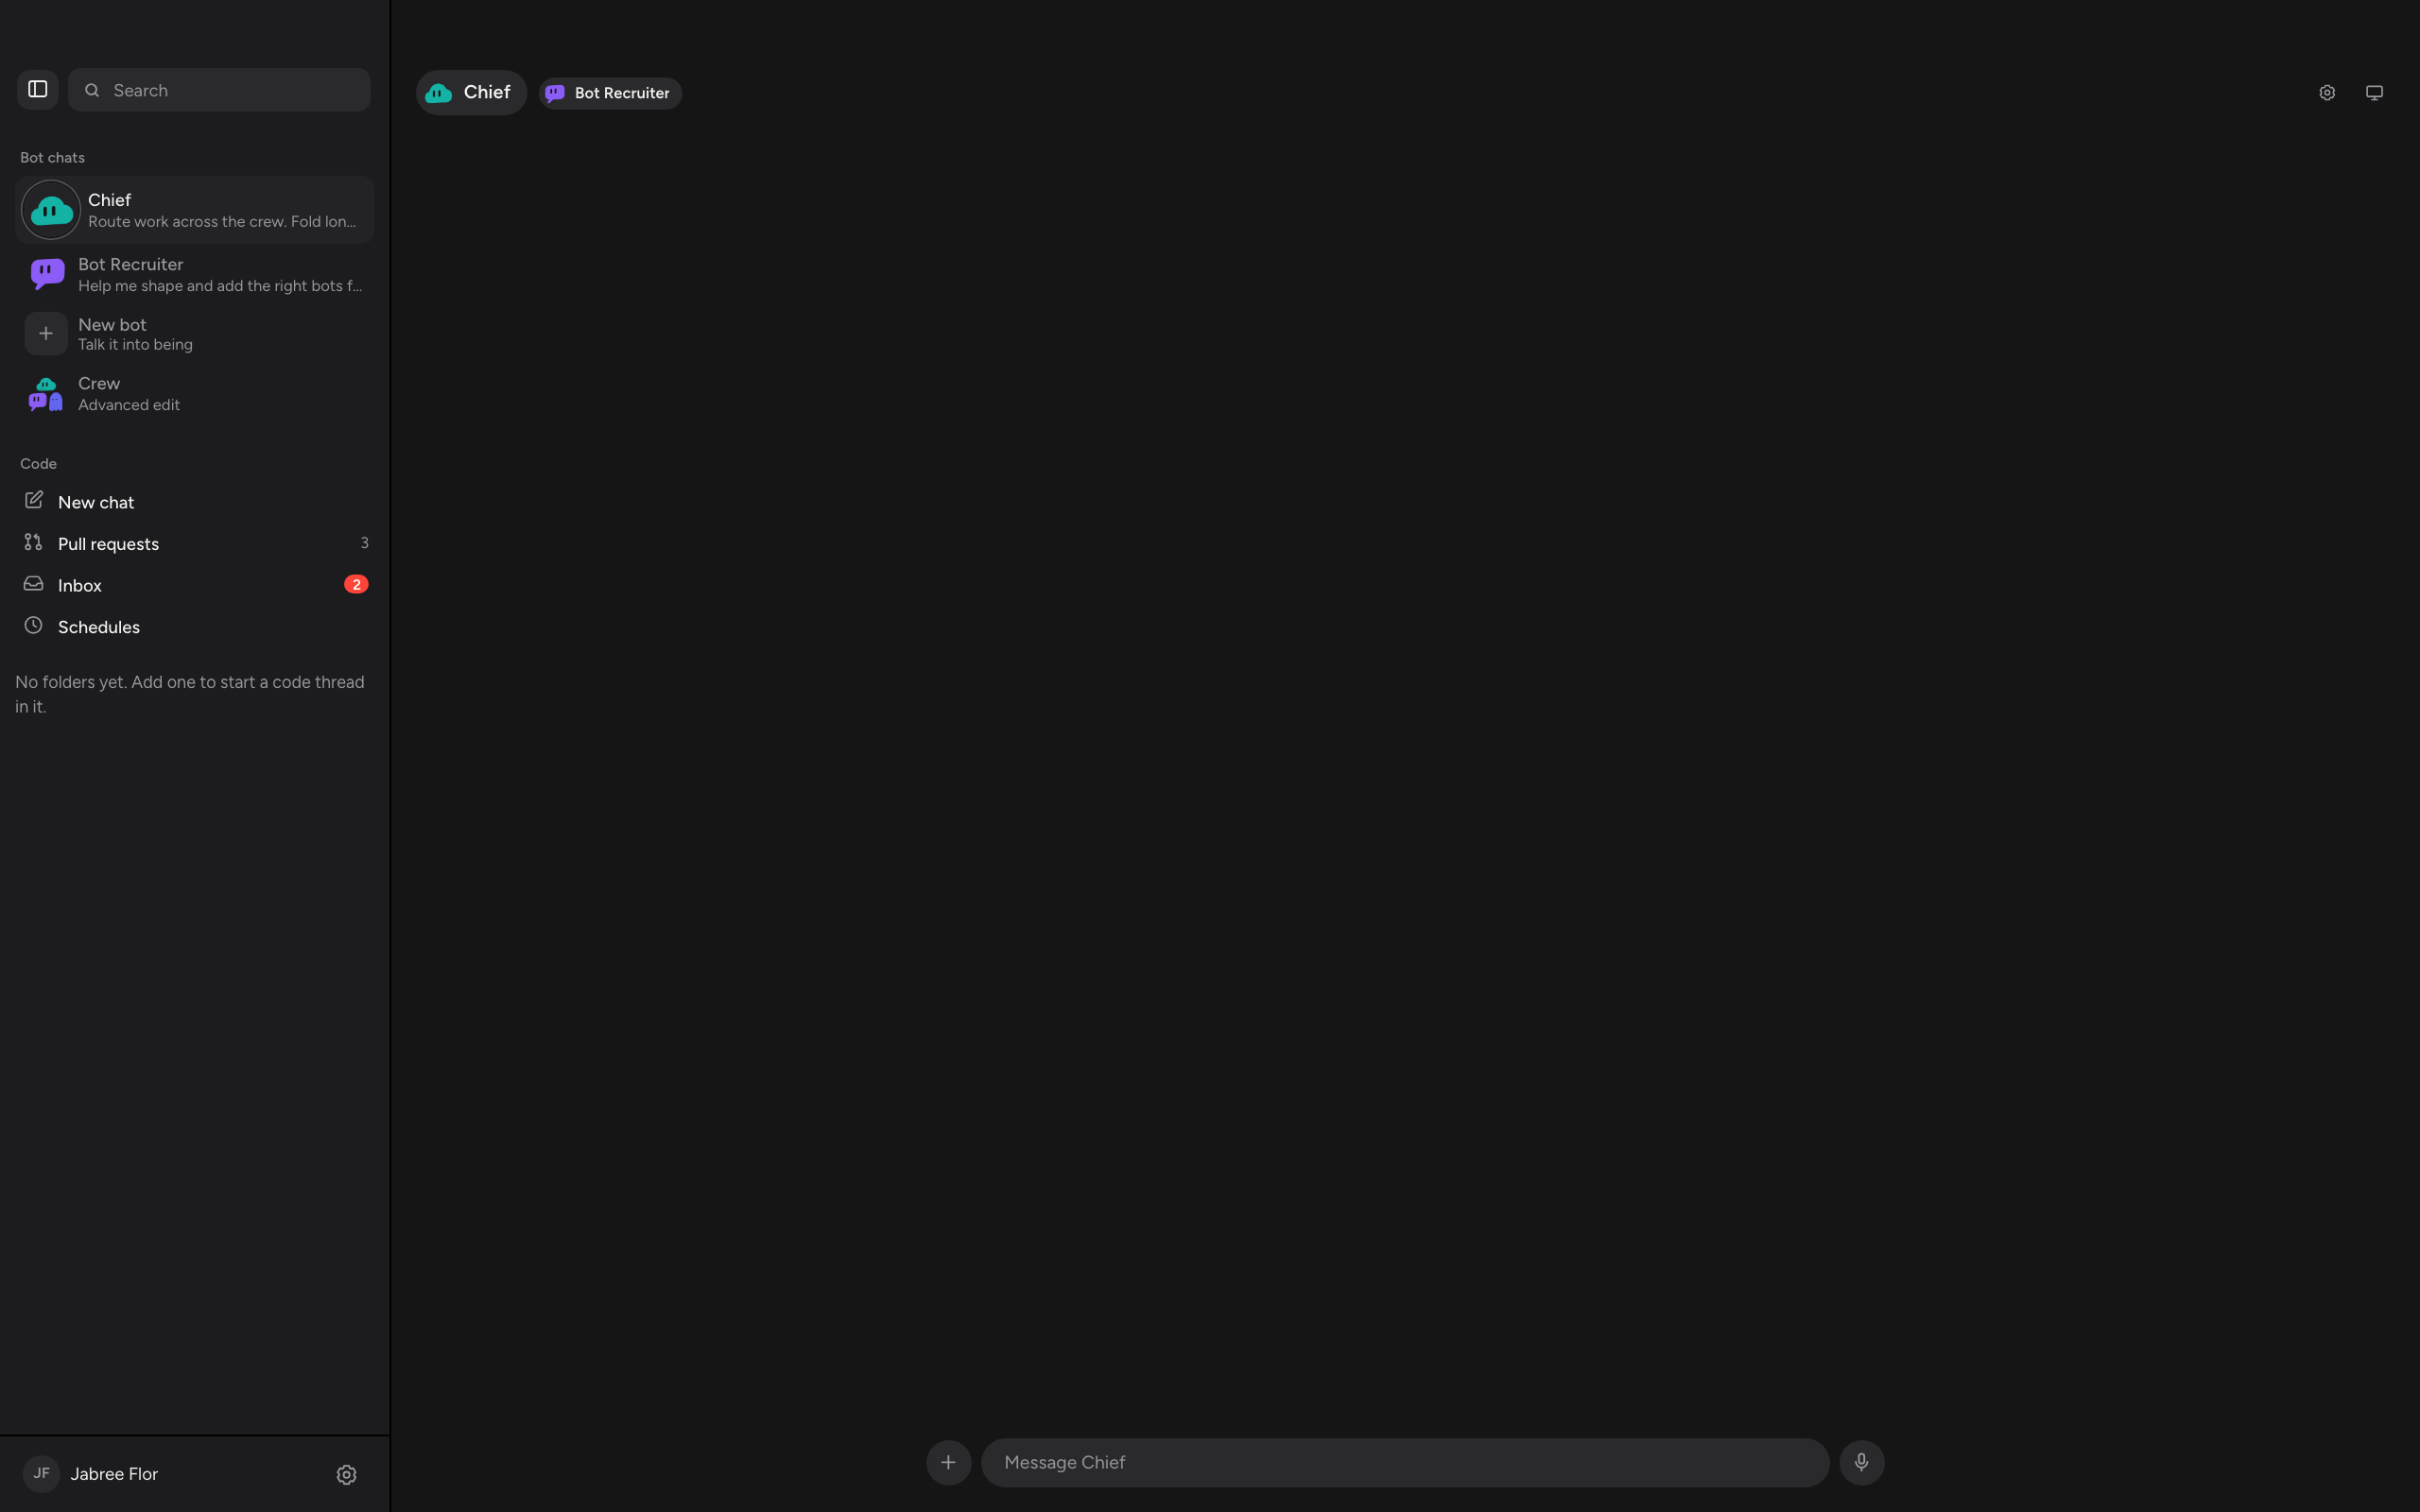 Search
Bot chats
Chief
Route work across the crew. Fold lon...
Bot Recruiter
Help me shape and add the right bots f...
New bot
Talk it into being
Crew
Advanced edit
Code
New chat
Pull requests 3
Inbox 2
Schedules
No folders yet. Add one to start a code thread
in it.
JF Jabree Flor
Chief Bot Recruiter
Message Chief